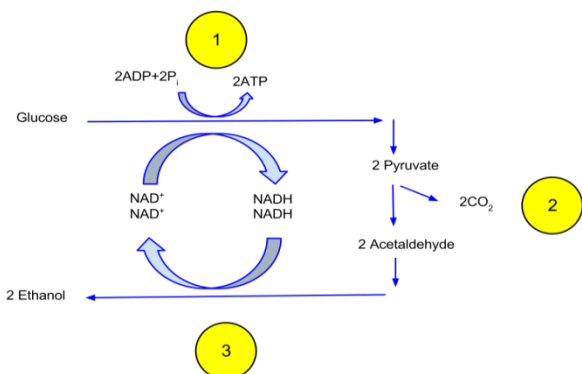 1
2ADP+2Pi 2ATP
Glucose
2 Pyruvate
NAD⁺ NADH
NAD⁺ NADH
2CO₂ 2
2 Acetaldehyde
2 Ethanol
3